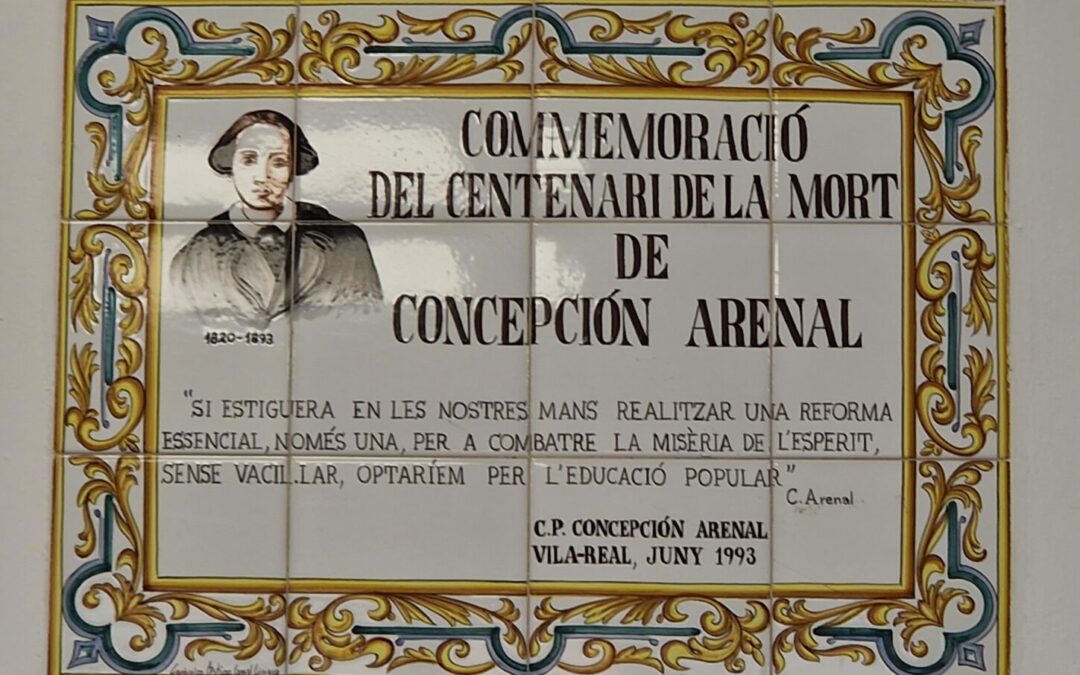 COMMEMORACIÓ
DEL CENTENARI DE LA MORT
DE
CONCEPCIÓN ARENAL
1820-1893
"SI ESTIGUERA EN LES NOSTRES MANS REALITZAR UNA REFORMA
ESSENCIAL, NOMÉS UNA, PER A COMBATRE LA MISÈRIA DE L'ESPERIT,
SENSE VACIL.LAR, OPTARÍEM PER L'EDUCACIÓ POPULAR"
C. Arenal
C.P. CONCEPCIÓN ARENAL
VILA-REAL, JUNY 1993